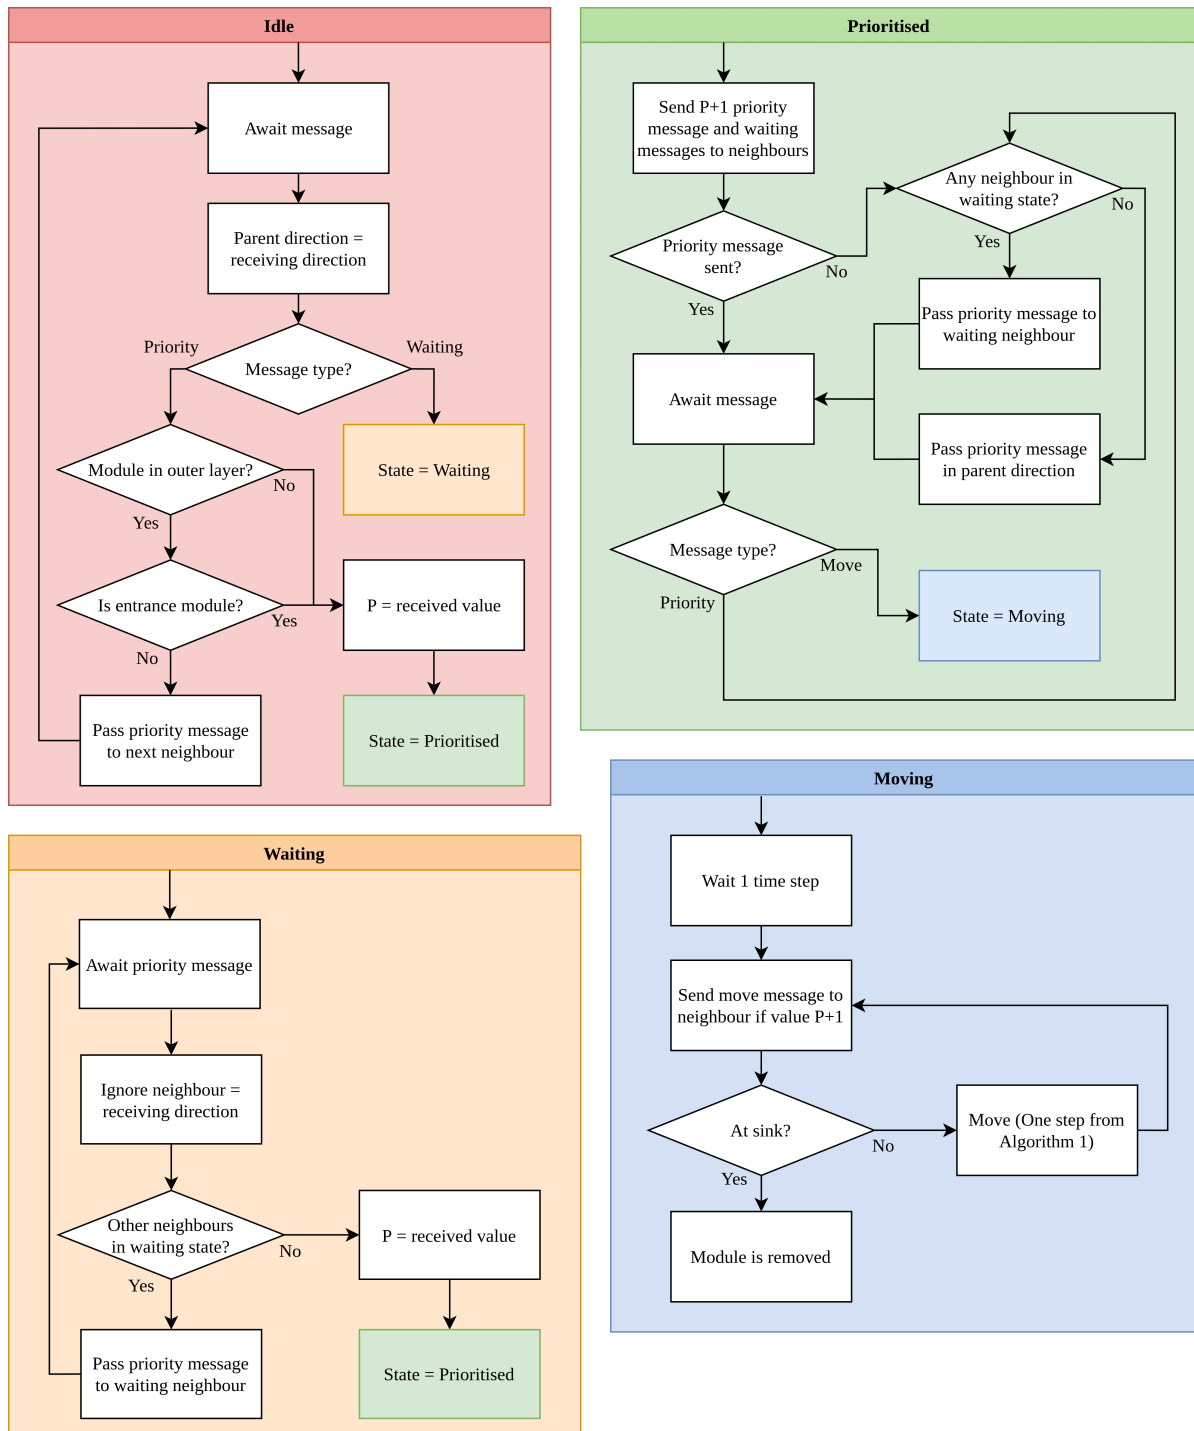 Idle
Await message
Parent direction =
receiving direction
Priority
Waiting
Message type?
Module in outer layer?
No
State = Waiting
Yes
Is entrance module?
Yes
P = received value
No
Pass priority message
to next neighbour
State = Prioritised
Prioritised
Send P+1 priority
message and waiting
messages to neighbours
Any neighbour in
waiting state?
No
Yes
Priority message
sent?
No
Yes
Pass priority message to
waiting neighbour
Await message
Pass priority message
in parent direction
Message type?
Move
Priority
State = Moving
Waiting
Await priority message
Ignore neighbour =
receiving direction
Other neighbours
in waiting state?
No
P = received value
Yes
Pass priority message
to waiting neighbour
State = Prioritised
Moving
Wait 1 time step
Send move message to
neighbour if value P+1
At sink?
No
Move (One step from
Algorithm 1)
Yes
Module is removed